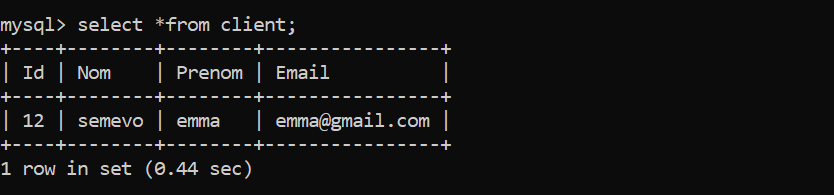 mysql> select *from client;
+----+--------+--------+----------------+
| Id | Nom    | Prenom | Email          |
+----+--------+--------+----------------+
| 12 | semevo | emma   | emma@gmail.com |
+----+--------+--------+----------------+
1 row in set (0.44 sec)